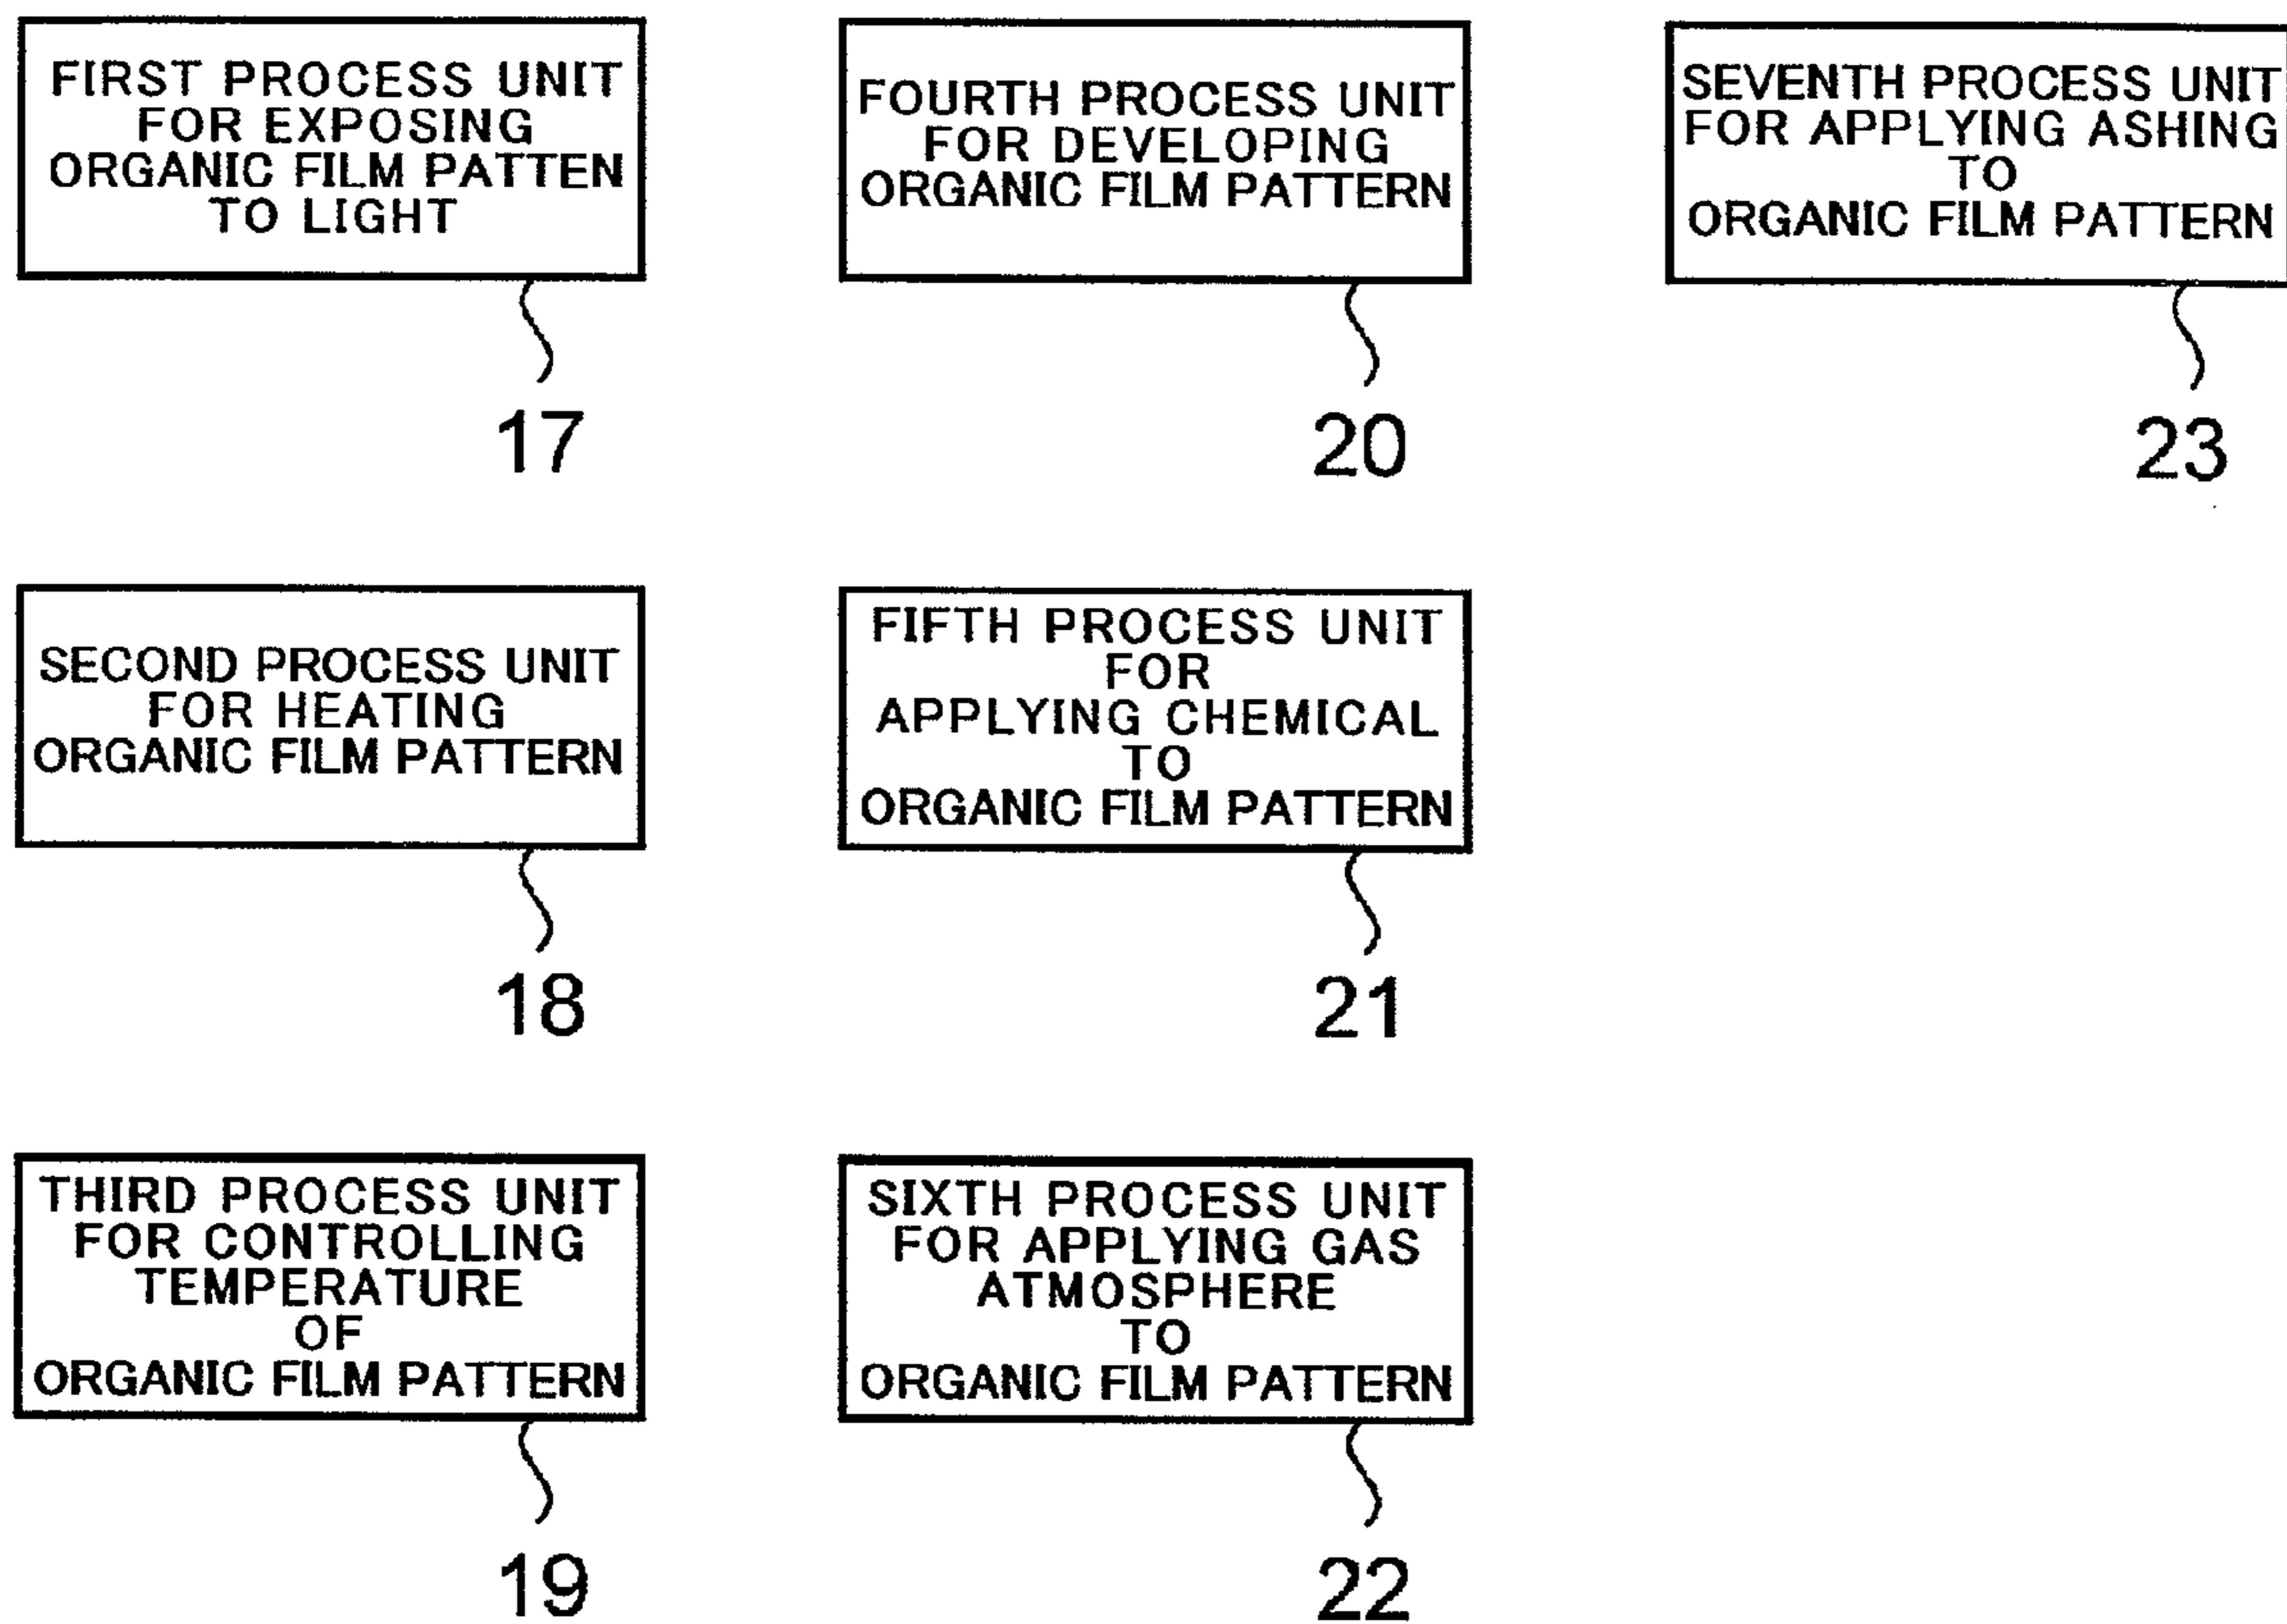 FIRST PROCESS UNIT
FOR EXPOSING
ORGANIC FILM PATTEN
TO LIGHT
17
SECOND PROCESS UNIT
FOR HEATING
ORGANIC FILM PATTERN
18
THIRD PROCESS UNIT
FOR CONTROLLING
TEMPERATURE
OF
ORGANIC FILM PATTERN
19
FOURTH PROCESS UNIT
FOR DEVELOPING
ORGANIC FILM PATTERN
20
FIFTH PROCESS UNIT
FOR
APPLYING CHEMICAL
TO
ORGANIC FILM PATTERN
21
SIXTH PROCESS UNIT
FOR APPLYING GAS
ATMOSPHERE
TO
ORGANIC FILM PATTERN
22
SEVENTH PROCESS UNIT
FOR APPLYING ASHING
TO
ORGANIC FILM PATTERN
23